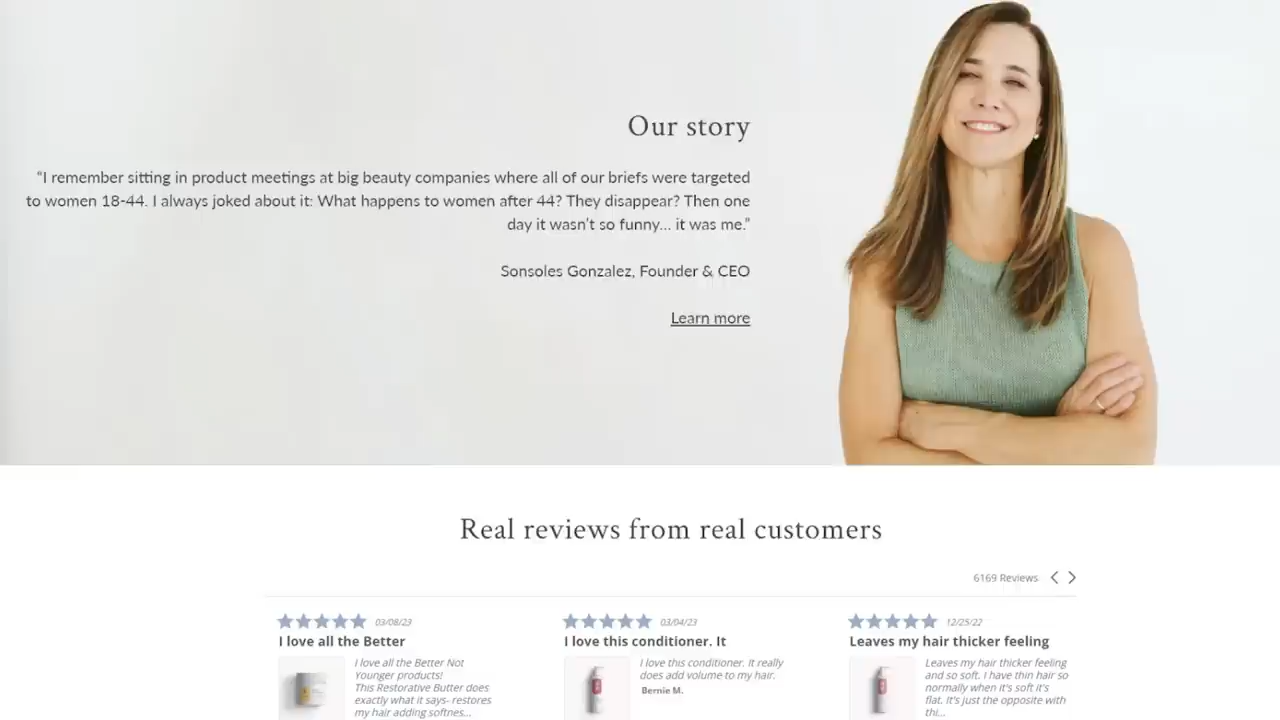 Our story
“I remember sitting in product meetings at big beauty companies where all of our briefs were targeted
to women 18-44. I always joked about it: What happens to women after 44? They disappear? Then one
day it wasn’t so funny... it was me.”
Sonsoles Gonzalez, Founder & CEO
Learn more
Real reviews from real customers
6169 Reviews
03/08/23
I love all the Better
I love all the Better Not
Younger products!
This Restorative Butter does
exactly what it says- restores
my hair adding softnes...
03/04/23
I love this conditioner. It
I love this conditioner. It really
does add volume to my hair.
Bernie M.
12/25/22
Leaves my hair thicker feeling
Leaves my hair thicker feeling
and so soft. I have thin hair so
normally when it's soft it's
flat. It's just the opposite with
thi...